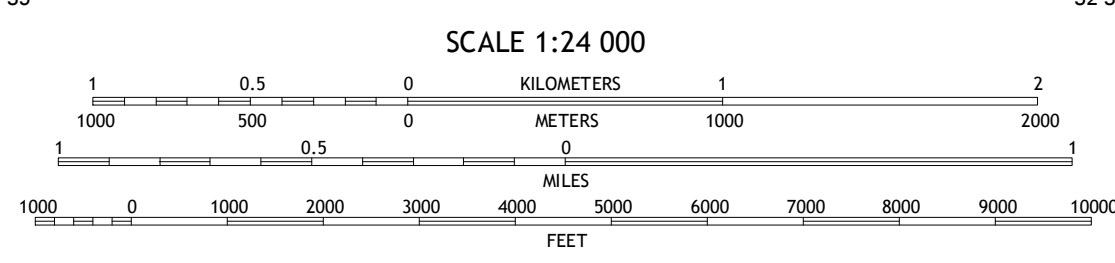 SCALE 1:24 000
1 0.5 0 KILOMETERS 1 2
1000 500 0 METERS 1000 2000
1 0.5 0 1
MILES
1000 0 1000 2000 3000 4000 5000 6000 7000 8000 9000 10000
FEET